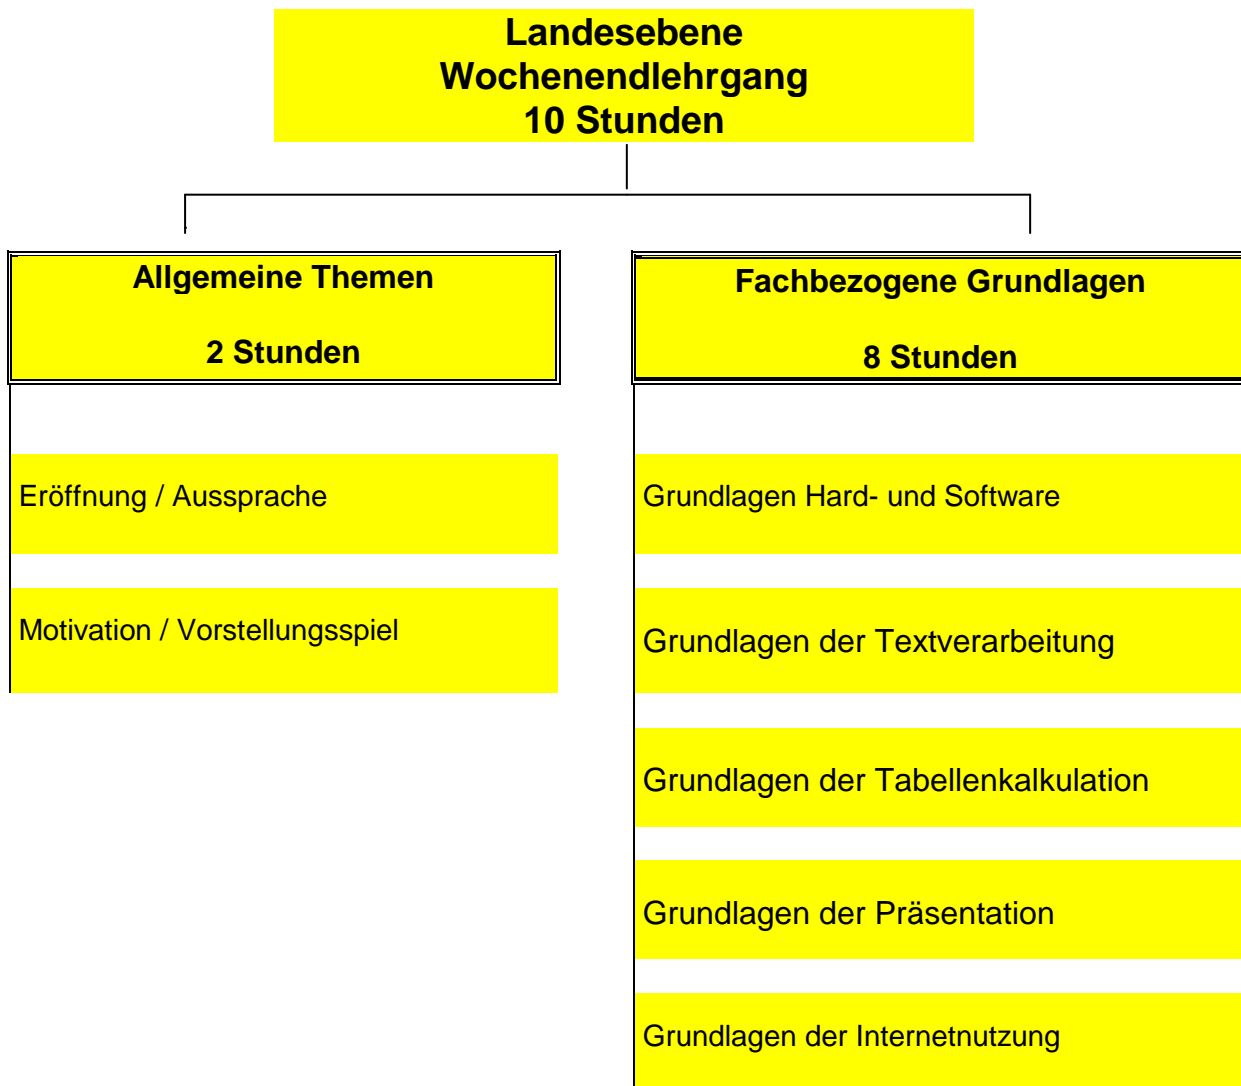 Landesebene
Wochenendlehrgang
10 Stunden
Allgemeine Themen
2 Stunden
Eröffnung / Aussprache
Motivation / Vorstellungsspiel
Fachbezogene Grundlagen
8 Stunden
Grundlagen Hard- und Software
Grundlagen der Textverarbeitung
Grundlagen der Tabellenkalkulation
Grundlagen der Präsentation
Grundlagen der Internetnutzung